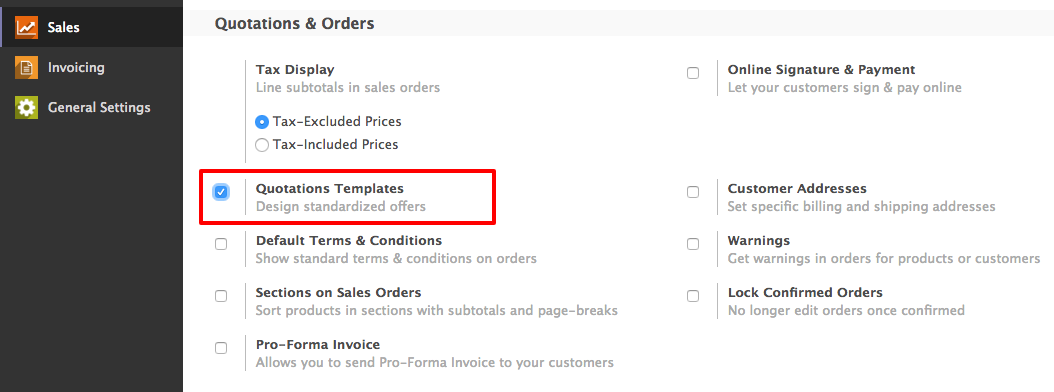 Sales
Invoicing
General Settings
Quotations & Orders
Tax Display
Line subtotals in sales orders
Tax-Excluded Prices
Tax-Included Prices
Online Signature & Payment
Let your customers sign & pay online
Quotations Templates
Design standardized offers
Customer Addresses
Set specific billing and shipping addresses
Default Terms & Conditions
Show standard terms & conditions on orders
Warnings
Get warnings in orders for products or customers
Sections on Sales Orders
Sort products in sections with subtotals and page-breaks
Lock Confirmed Orders
No longer edit orders once confirmed
Pro-Forma Invoice
Allows you to send Pro-Forma Invoice to your customers